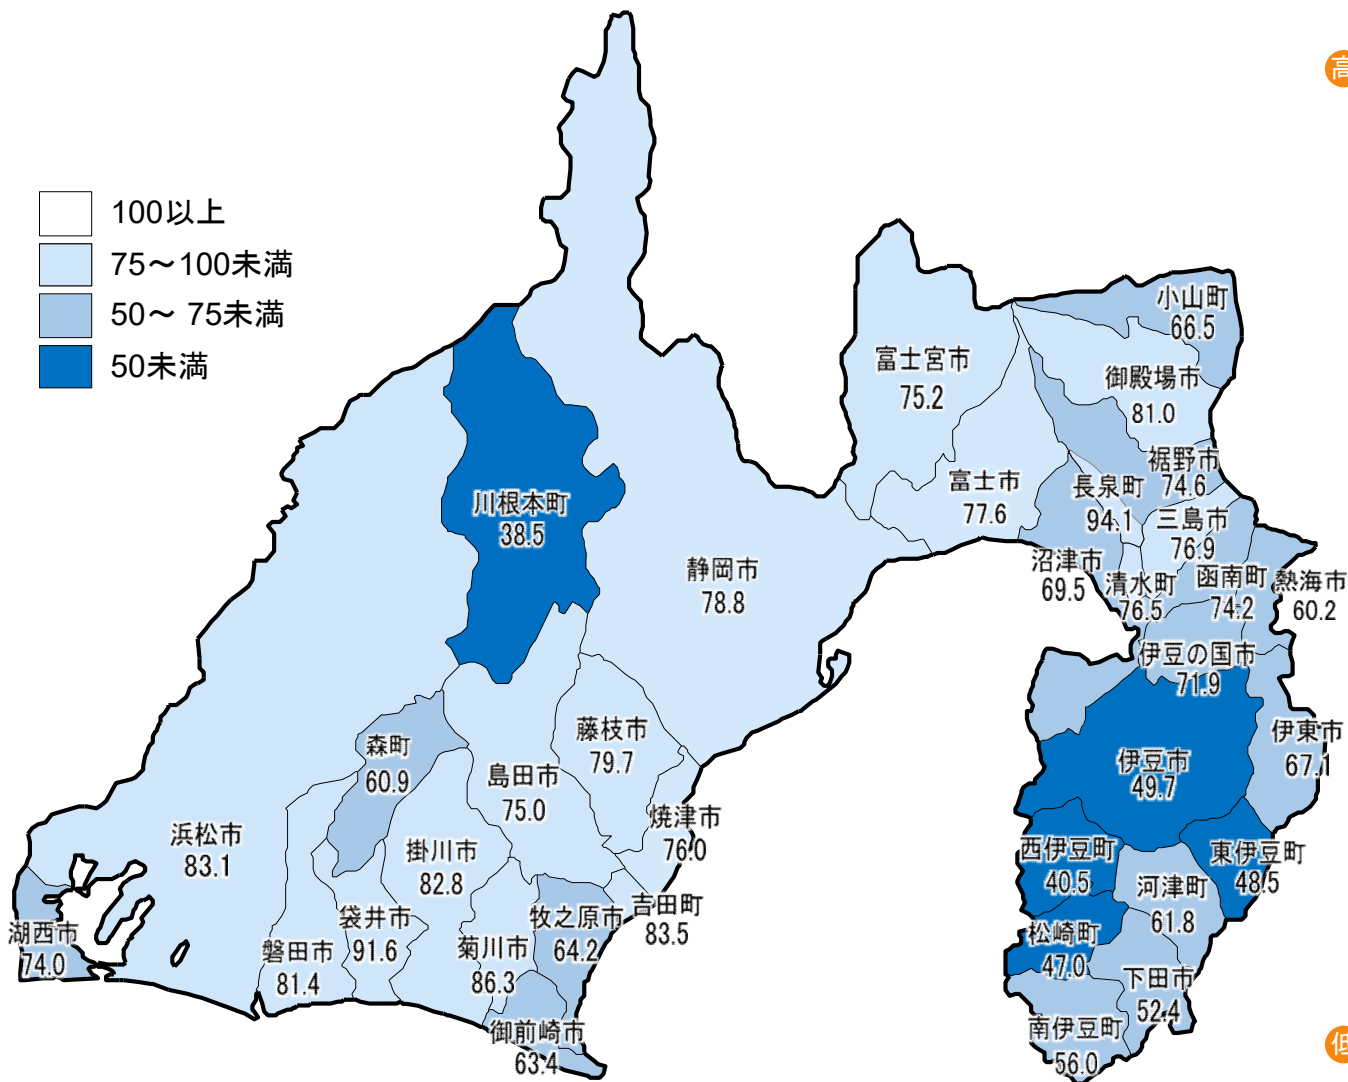 高
100以上
75～100未満
50～ 75未満
50未満
小山町
66.5
富士宮市
75.2
御殿場市
81.0
裾野市
74.6
長泉町
94.1
富士市
77.6
三島市
76.9
川根本町
38.5
静岡市
78.8
沼津市
69.5
清水町
76.5
函南町
74.2
熱海市
60.2
伊豆の国市
71.9
伊東市
67.1
伊豆市
49.7
藤枝市
79.7
森町
60.9
島田市
75.0
焼津市
76.0
浜松市
83.1
掛川市
82.8
西伊豆町
40.5
東伊豆町
48.5
河津町
61.8
吉田町
83.5
牧之原市
64.2
袋井市
91.6
湖西市
74.0
磐田市
81.4
菊川市
86.3
松崎町
47.0
下田市
52.4
御前崎市
63.4
南伊豆町
56.0
低